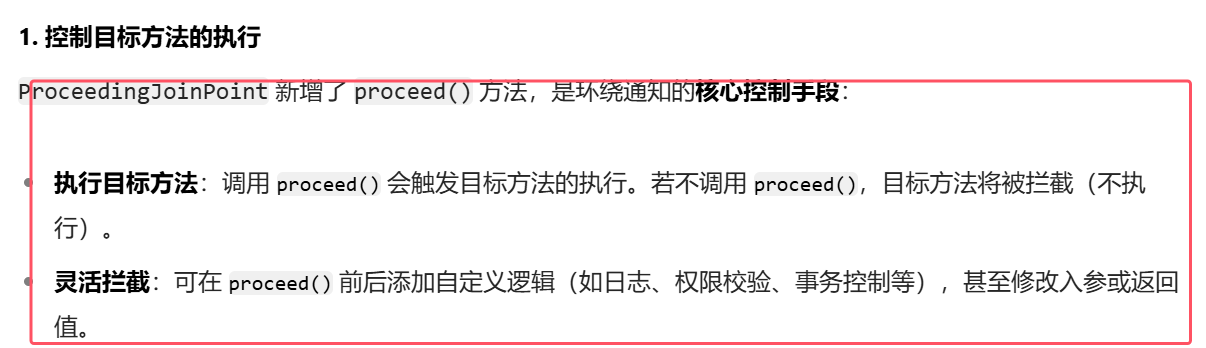 1. 控制目标方法的执行
ProceedingJoinPoint 新增了 proceed() 方法，是环绕通知的核心控制手段：
执行目标方法：调用 proceed() 会触发目标方法的执行。若不调用 proceed()，目标方法将被拦截（不执
行）。
灵活拦截：可在 proceed() 前后添加自定义逻辑（如日志、权限校验、事务控制等），甚至修改入参或返回
值。